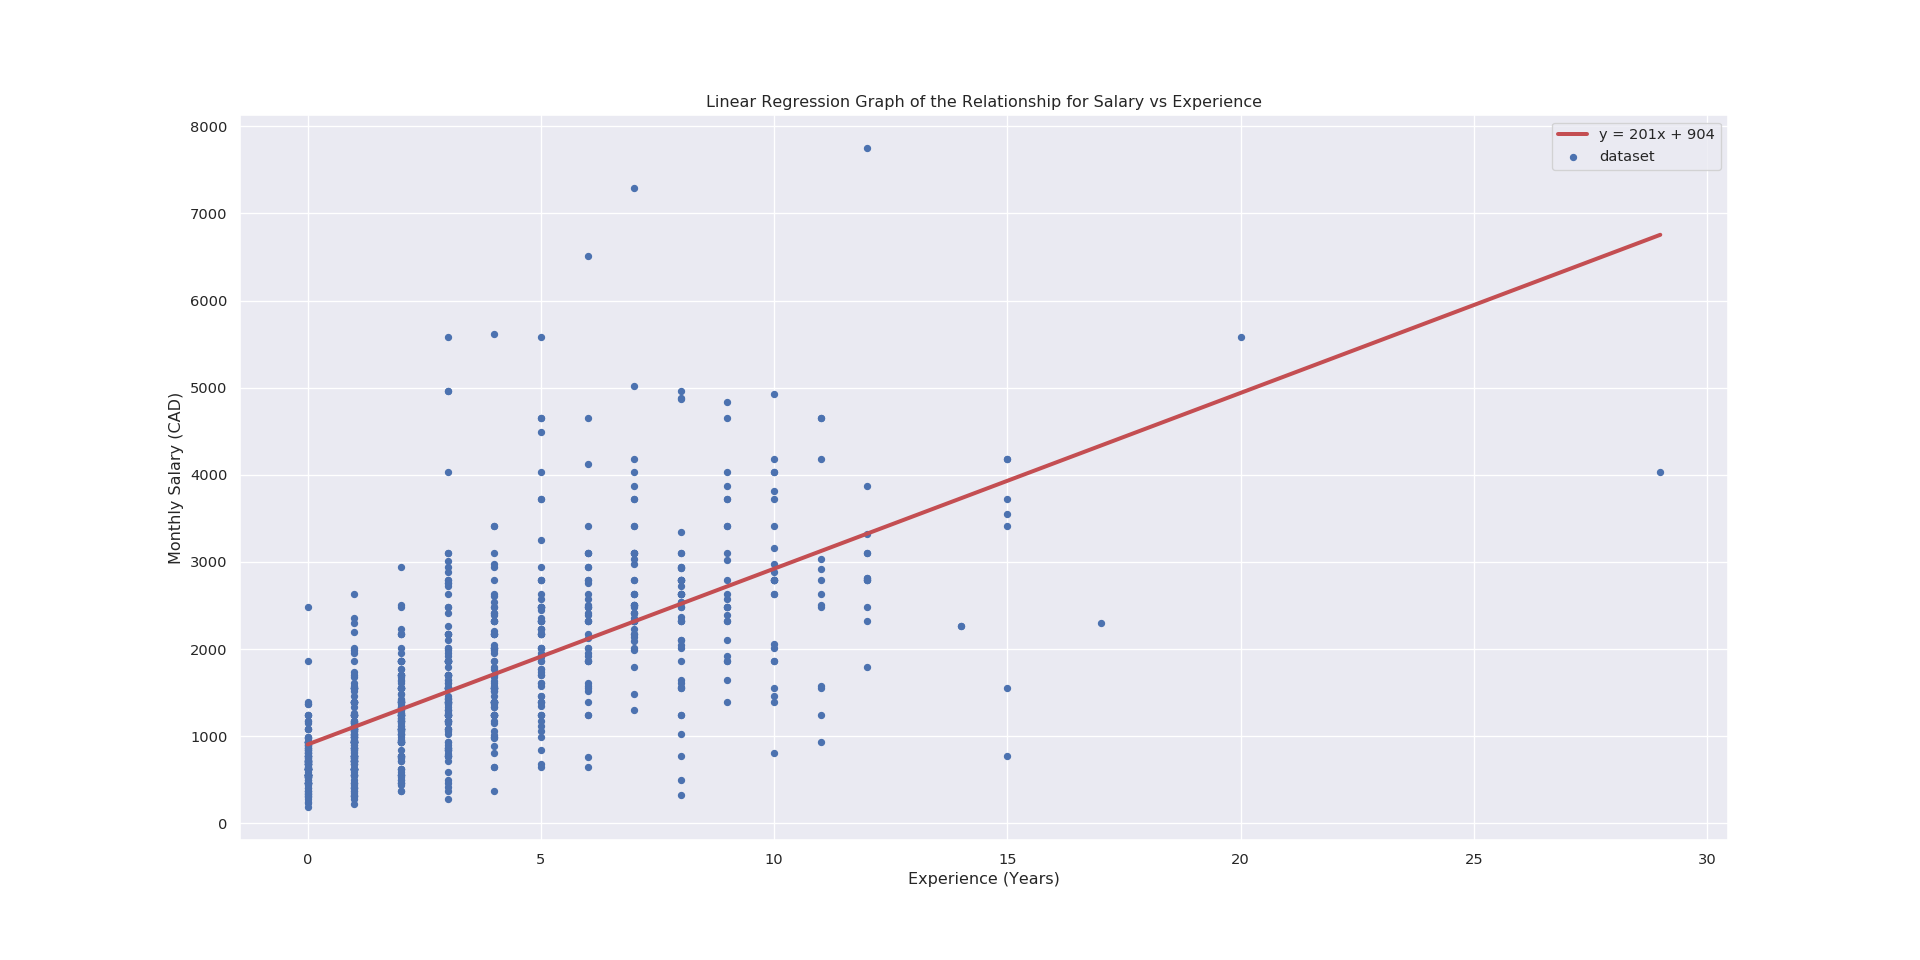 Linear Regression Graph of the Relationship for Salary vs Experience
y = 201x + 904
dataset
8000
7000
6000
5000
4000
3000
2000
1000
0
Monthly Salary (CAD)
0 5 10 15 20 25 30
Experience (Years)